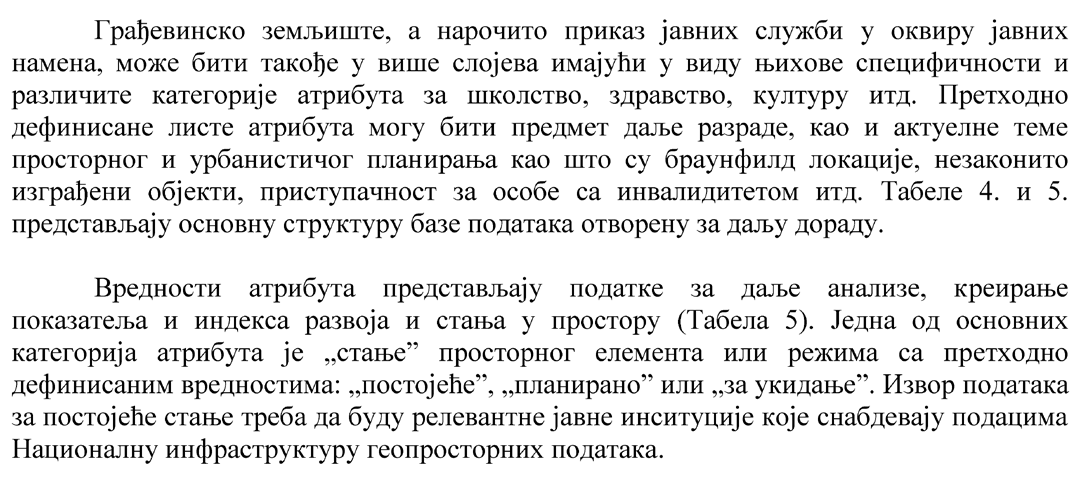 Грађевинско земљиште, а нарочито приказ јавних служби у оквиру јавних
намена, може бити такође у више слојева имајући у виду њихове специфичности и
различите категорије атрибута за школство, здравство, културу итд. Претходно
дефинисане листе атрибута могу бити предмет даље разраде, као и актуелне теме
просторног и урбанистичог планирања као што су браунфилд локације, незаконито
изграђени објекти, приступачност за особе са инвалидитетом итд. Табеле 4. и 5.
представљају основну структуру базе података отворену за даљу дораду.
Вредности атрибута представљају податке за даље анализе, креирање
показатеља и индекса развоја и стања у простору (Табела 5). Једна од основних
категорија атрибута је „стање” просторног елемента или режима са претходно
дефинисаним вредностима: „постојеће”, „планирано” или „за укидање”. Извор података
за постојеће стање треба да буду релевантне јавне инситуције које снабдевају подацима
Националну инфраструктуру геопросторних података.